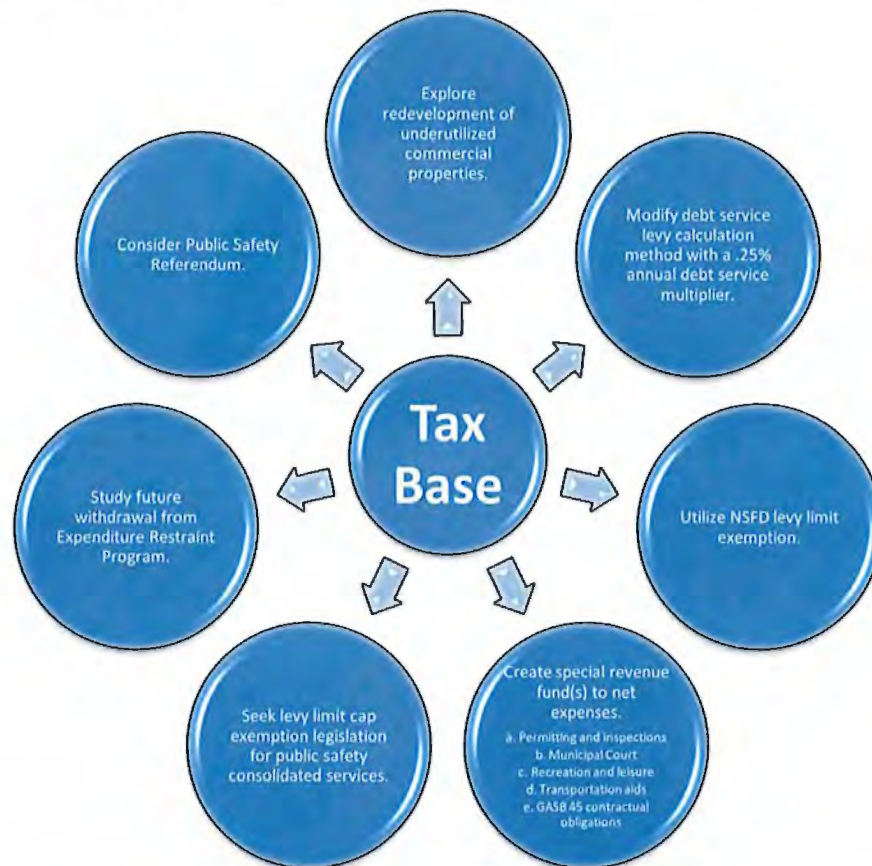 Explore
redevelopment of
underutilized
commercial
properties.
Modify debt service
levy calculation
method with a .25%
annual debt service
multiplier.
Utilize NSFD levy limit
exemption.
Create special revenue
fund(s) to net
expenses.
a. Permitting and inspections
b. Municipal Court
c. Recreation and leisure
d. Transportation aids
e. GASB 45 contractual
obligations
Seek levy limit cap
exemption legislation
for public safety
consolidated services.
Study future
withdrawal from
Expenditure Restraint
Program.
Consider Public Safety
Referendum.
Tax
Base